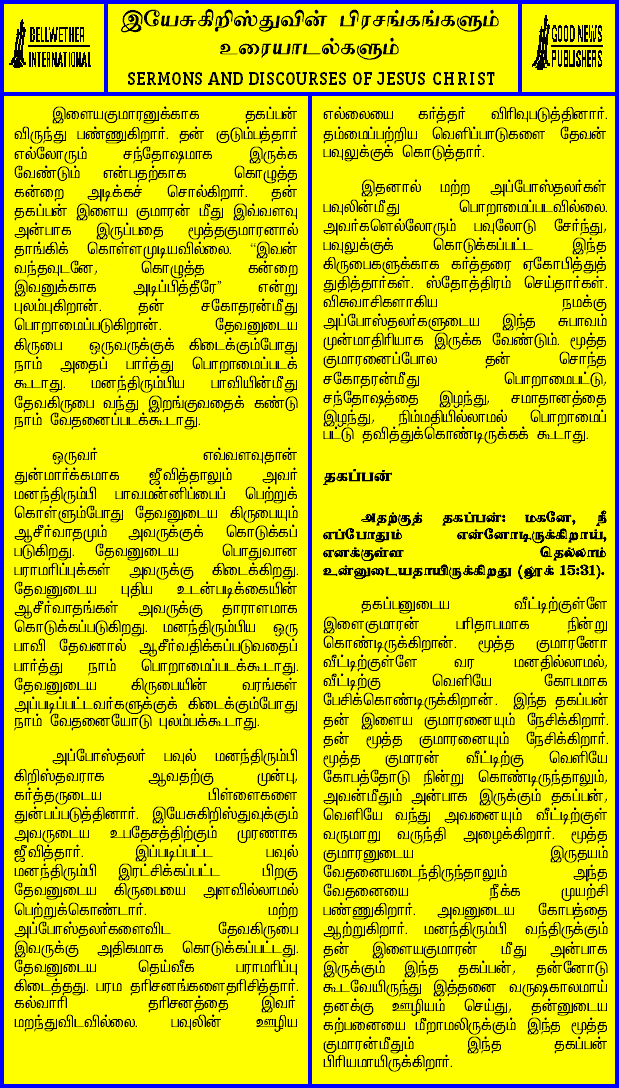 BELLWETHER
INTERNATIONAL
இயேசுகிறிஸ்துவின் பிரசங்கங்களும்
உரையாடல்களும்
SERMONS AND DISCOURSES OF JESUS CHRIST
GOOD NEWS
PUBLISHERS
இளையகுமாரனுக்காக தகப்பன்
விருந்து பண்ணுகிறார். தன் குடும்பத்தார்
எல்லோரும் சந்தோஷமாக இருக்க
வேண்டும் என்பதற்காக கொழுத்த
கன்றை அடிக்கச் சொல்கிறார். தன்
தகப்பன் இளைய குமாரன் மீது இவ்வளவு
அன்பாக இருப்பதை மூத்தகுமாரனால்
தாங்கிக் கொள்ளமுடியவில்லை. “இவன்
வந்தவுடனே, கொழுத்த கன்றை
இவனுக்காக அடிப்பித்தீரே” என்று
புலம்புகிறான். தன் சகோதரன்மீது
பொறாமைப்படுகிறான். தேவனுடைய
கிருபை ஒருவருக்குக் கிடைக்கும்போது
நாம் அதைப் பார்த்து பொறாமைப்படக்
கூடாது. மனந்திரும்பிய பாவியின்மீது
தேவகிருபை வந்து இறங்குவதைக் கண்டு
நாம் வேதனைப்படக்கூடாது.
ஒருவர் எவ்வளவுதான்
துன்மார்க்கமாக ஜீவித்தாலும் அவர்
மனந்திரும்பி பாவமன்னிப்பைப் பெற்றுக்
கொள்ளும்போது தேவனுடைய கிருபையும்
ஆசீர்வாதமும் அவருக்குக் கொடுக்கப்
படுகிறது. தேவனுடைய பொதுவான
பராமரிப்புக்கள் அவருக்கு கிடைக்கிறது.
தேவனுடைய புதிய உடன்படிக்கையின்
ஆசீர்வாதங்கள் அவருக்கு தாராளமாக
கொடுக்கப்படுகிறது. மனந்திரும்பிய ஒரு
பாவி தேவனால் ஆசீர்வதிக்கப்படுவதைப்
பார்த்து நாம் பொறாமைப்படக்கூடாது.
தேவனுடைய கிருபையின் வரங்கள்
அப்படிப்பட்டவர்களுக்குக் கிடைக்கும்போது
நாம் வேதனையோடு புலம்பக்கூடாது.
அப்போஸ்தலர் பவுல் மனந்திரும்பி
கிறிஸ்தவராக ஆவதற்கு முன்பு,
கர்த்தருடைய பிள்ளைகளை
துன்பப்படுத்தினார். இயேசுகிறிஸ்துவுக்கும்
அவருடைய உபதேசத்திற்கும் முரணாக
ஜீவித்தார். இப்படிப்பட்ட பவுல்
மனந்திரும்பி இரட்சிக்கப்பட்ட பிறகு
தேவனுடைய கிருபையை அளவில்லாமல்
பெற்றுக்கொண்டார். மற்ற
அப்போஸ்தலர்களைவிட தேவகிருபை
இவருக்கு அதிகமாக கொடுக்கப்பட்டது.
தேவனுடைய தெய்வீக பராமரிப்பு
கிடைத்தது. பரம தரிசனங்களைதரிசித்தார்.
கல்வாரி தரிசனத்தை இவர்
மறந்துவிடவில்லை. பவுலின் ஊழிய
எல்லையை கர்த்தர் விரிவுபடுத்தினார்.
தம்மைப்பற்றிய வெளிப்பாடுகளை தேவன்
பவுலுக்குக் கொடுத்தார்.
இதனால் மற்ற அப்போஸ்தலர்கள்
பவுலின்மீது பொறாமைப்படவில்லை.
அவர்களெல்லோரும் பவுலோடு சேர்ந்து,
பவுலுக்குக் கொடுக்கப்பட்ட இந்த
கிருபைகளுக்காக கர்த்தரை ஏகோபித்துத்
துதித்தார்கள். ஸ்தோத்திரம் செய்தார்கள்.
விசுவாசிகளாகிய நமக்கு
அப்போஸ்தலர்களுடைய இந்த சுபாவம்
முன்மாதிரியாக இருக்க வேண்டும். மூத்த
குமாரனைப்போல தன் சொந்த
சகோதரன்மீது பொறாமைபட்டு,
சந்தோஷத்தை இழந்து, சமாதானத்தை
இழந்து, நிம்மதியில்லாமல் பொறாமைப்
பட்டு தவித்துக்கொண்டிருக்கக் கூடாது.
தகப்பன்
அதற்குத் தகப்பன்: மகனே, நீ
எப்போதும் என்னோடிருக்கிறாய்,
எனக்குள்ள தெல்லாம்
உன்னுடையதாயிருக்கிறது (லூக் 15:31).
தகப்பனுடைய வீட்டிற்குள்ளே
இளைகுமாரன் பரிதாபமாக நின்று
கொண்டிருக்கிறான். மூத்த குமாரனோ
வீட்டிற்குள்ளே வர மனதில்லாமல்,
வீட்டிற்கு வெளியே கோபமாக
பேசிக்கொண்டிருக்கிறான். இந்த தகப்பன்
தன் இளைய குமாரனையும் நேசிக்கிறார்.
தன் மூத்த குமாரனையும் நேசிக்கிறார்.
மூத்த குமாரன் வீட்டிற்கு வெளியே
கோபத்தோடு நின்று கொண்டிருந்தாலும்,
அவன்மீதும் அன்பாக இருக்கும் தகப்பன்,
வெளியே வந்து அவனையும் வீட்டிற்குள்
வருமாறு வருந்தி அழைக்கிறார். மூத்த
குமாரனுடைய இருதயம்
வேதனையடைந்திருந்தாலும் அந்த
வேதனையை நீக்க முயற்சி
பண்ணுகிறார். அவனுடைய கோபத்தை
ஆற்றுகிறார். மனந்திரும்பி வந்திருக்கும்
தன் இளையகுமாரன் மீது அன்பாக
இருக்கும் இந்த தகப்பன், தன்னோடு
கூடவேயிருந்து இத்தனை வருஷகாலமாய்
தனக்கு ஊழியம் செய்து, தன்னுடைய
கற்பனையை மீறாமலிருக்கும் இந்த மூத்த
குமாரன்மீதும் இந்த தகப்பன்
பிரியமாயிருக்கிறார்.